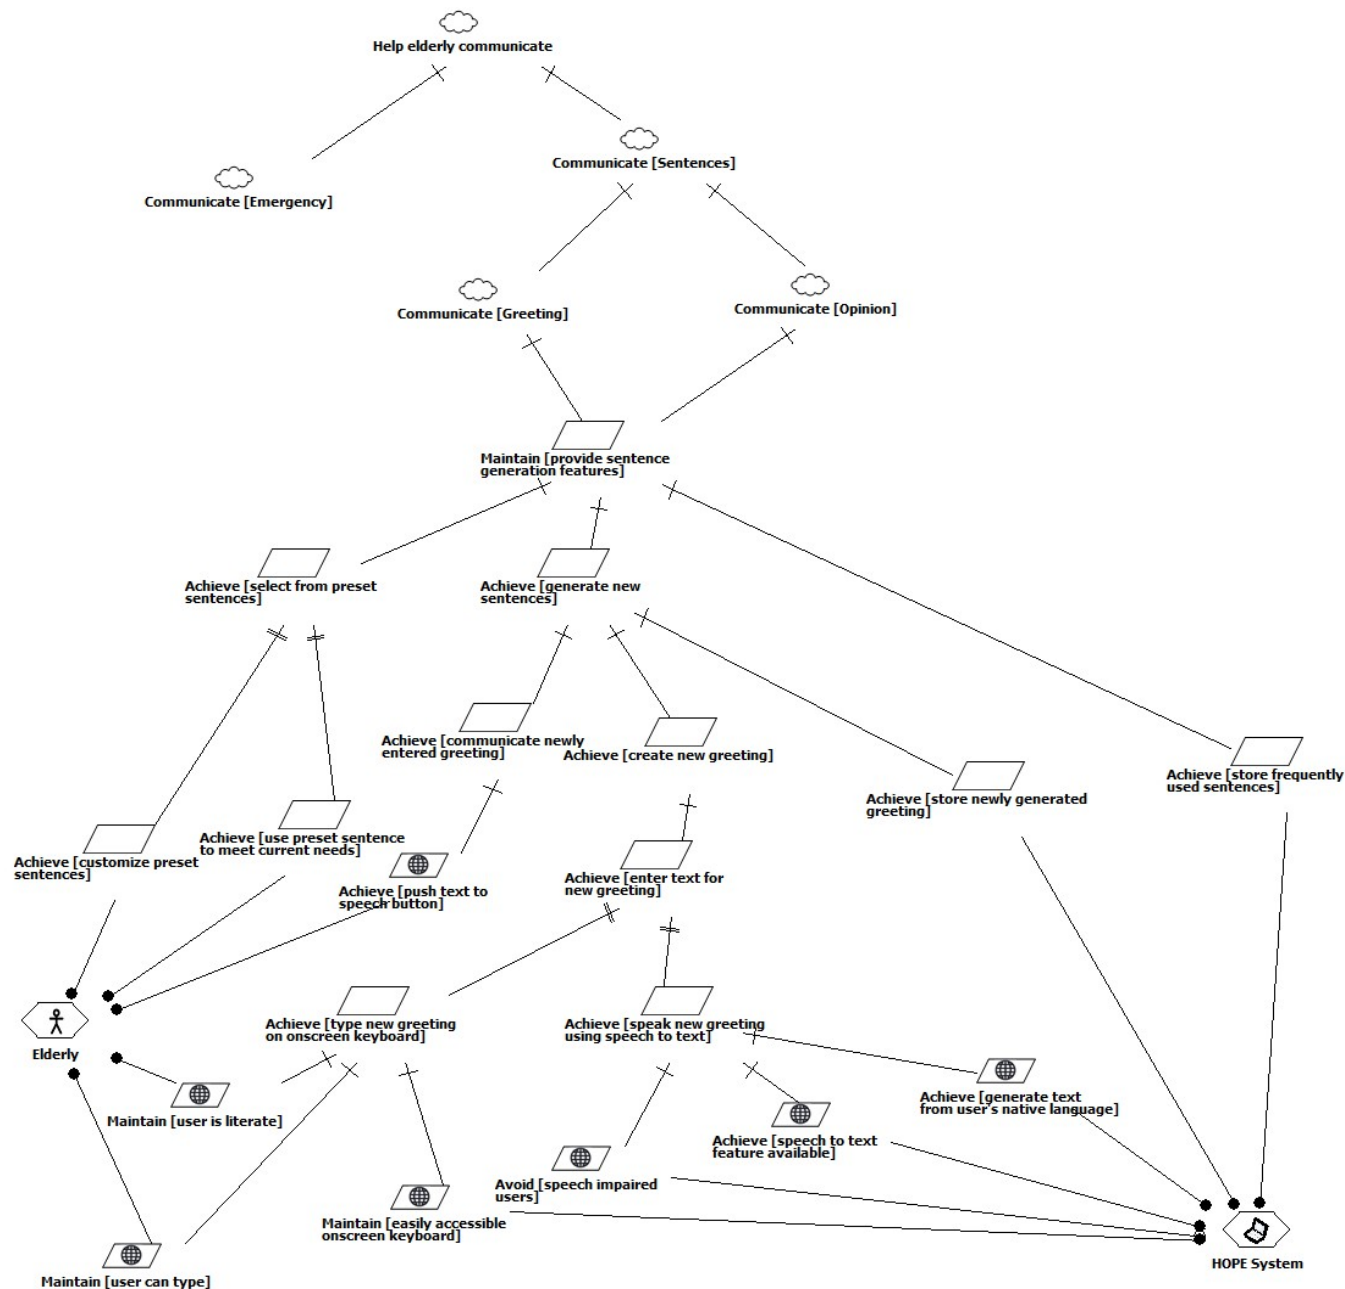 Help elderly communicate
Communicate [Sentences]
Communicate [Emergency]
Communicate [Greeting]
Communicate [Opinion]
Maintain [provide sentence
generation features]
Achieve [select from preset
sentences]
Achieve [generate new
sentences]
Achieve [communicate newly
entered greeting]
Achieve [create new greeting]
Achieve [store newly generated
greeting]
Achieve [store frequently
used sentences]
Achieve [customize preset
sentences]
Achieve [use preset sentence
to meet current needs]
Achieve [push text to
speech button]
Achieve [enter text for
new greeting]
Elderly
Achieve [type new greeting
on onscreen keyboard]
Achieve [speak new greeting
using speech to text]
Maintain [user is literate]
Achieve [generate text
from user's native language]
Achieve [speech to text
feature available]
Avoid [speech impaired
users]
Maintain [easily accessible
onscreen keyboard]
Maintain [user can type]
HOPE System